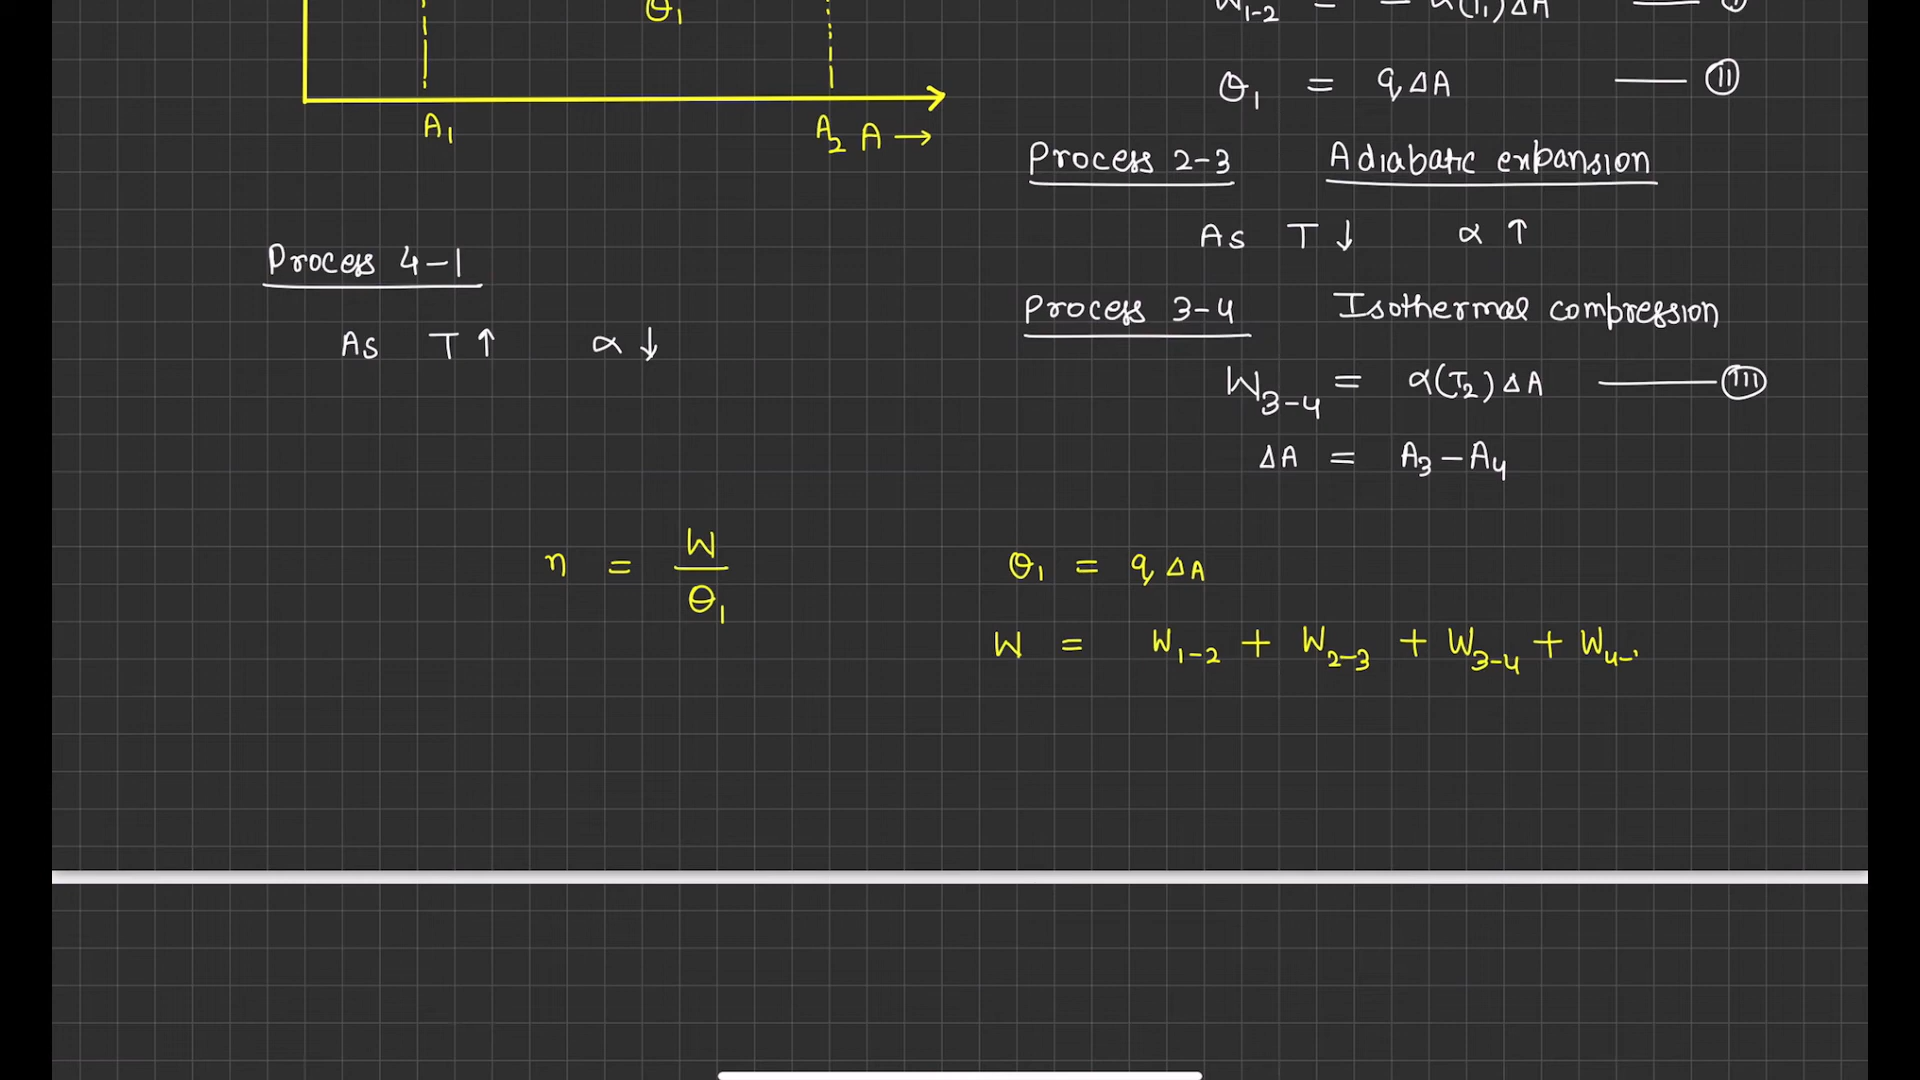 θ₁
A₁
A₂ A →
Process 4-1
As T ↑ α ↓
W₁₋₂ = - α(T₁) ΔA —— Ⓘ
θ₁ = q ΔA —— Ⓘⓘ
Process 2-3 Adiabatic expansion
As T ↓ α ↑
Process 3-4 Isothermal compression
W₃₋₄ = α(T₂) ΔA —— (III)
ΔA = A₃ - A₄
η = W / θ₁
θ₁ = q ΔA
W = W₁₋₂ + W₂₋₃ + W₃₋₄ + W₄₋